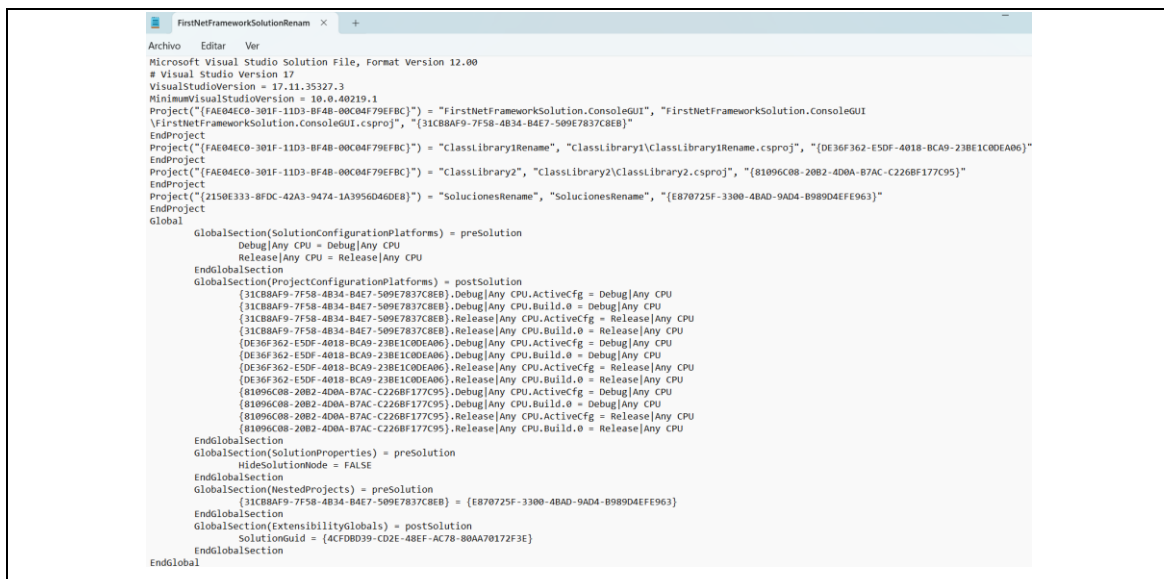 FirstNetFrameworkSolutionRenam × +
Archivo Editar Ver
Microsoft Visual Studio Solution File, Format Version 12.00
# Visual Studio Version 17
VisualStudioVersion = 17.11.35327.3
MinimumVisualStudioVersion = 10.0.40219.1
Project("{FAE04EC0-301F-11D3-BF4B-00C04F79EFBC}") = "FirstNetFrameworkSolution.ConsoleGUI", "FirstNetFrameworkSolution.ConsoleGUI
\FirstNetFrameworkSolution.ConsoleGUI.csproj", "{31CB8AF9-7F58-4B34-B4E7-509E7837C8EB}"
EndProject
Project("{FAE04EC0-301F-11D3-BF4B-00C04F79EFBC}") = "ClassLibrary1Rename", "ClassLibrary1\ClassLibrary1Rename.csproj", "{DE36F362-E5DF-4018-BCA9-23BE1C0DEA06}"
EndProject
Project("{FAE04EC0-301F-11D3-BF4B-00C04F79EFBC}") = "ClassLibrary2", "ClassLibrary2\ClassLibrary2.csproj", "{81096C08-20B2-4D0A-B7AC-C226BF177C95}"
EndProject
Project("{2150E333-8FDC-42A3-9474-1A3956D46DE8}") = "SolucionesRename", "SolucionesRename", "{E870725F-3300-4BAD-9AD4-B989D4EFE963}"
EndProject
Global
GlobalSection(SolutionConfigurationPlatforms) = preSolution
Debug|Any CPU = Debug|Any CPU
Release|Any CPU = Release|Any CPU
EndGlobalSection
GlobalSection(ProjectConfigurationPlatforms) = postSolution
{31CB8AF9-7F58-4B34-B4E7-509E7837C8EB}.Debug|Any CPU.ActiveCfg = Debug|Any CPU
{31CB8AF9-7F58-4B34-B4E7-509E7837C8EB}.Debug|Any CPU.Build.0 = Debug|Any CPU
{31CB8AF9-7F58-4B34-B4E7-509E7837C8EB}.Release|Any CPU.ActiveCfg = Release|Any CPU
{31CB8AF9-7F58-4B34-B4E7-509E7837C8EB}.Release|Any CPU.Build.0 = Release|Any CPU
{DE36F362-E5DF-4018-BCA9-23BE1C0DEA06}.Debug|Any CPU.ActiveCfg = Debug|Any CPU
{DE36F362-E5DF-4018-BCA9-23BE1C0DEA06}.Debug|Any CPU.Build.0 = Debug|Any CPU
{DE36F362-E5DF-4018-BCA9-23BE1C0DEA06}.Release|Any CPU.ActiveCfg = Release|Any CPU
{DE36F362-E5DF-4018-BCA9-23BE1C0DEA06}.Release|Any CPU.Build.0 = Release|Any CPU
{81096C08-20B2-4D0A-B7AC-C226BF177C95}.Debug|Any CPU.ActiveCfg = Debug|Any CPU
{81096C08-20B2-4D0A-B7AC-C226BF177C95}.Debug|Any CPU.Build.0 = Debug|Any CPU
{81096C08-20B2-4D0A-B7AC-C226BF177C95}.Release|Any CPU.ActiveCfg = Release|Any CPU
{81096C08-20B2-4D0A-B7AC-C226BF177C95}.Release|Any CPU.Build.0 = Release|Any CPU
EndGlobalSection
GlobalSection(SolutionProperties) = preSolution
HideSolutionNode = FALSE
EndGlobalSection
GlobalSection(NestedProjects) = preSolution
{31CB8AF9-7F58-4B34-B4E7-509E7837C8EB} = {E870725F-3300-4BAD-9AD4-B989D4EFE963}
EndGlobalSection
GlobalSection(ExtensibilityGlobals) = postSolution
SolutionGuid = {4CFDBD39-CD2E-48EF-AC78-80AA70172F3E}
EndGlobalSection
EndGlobal